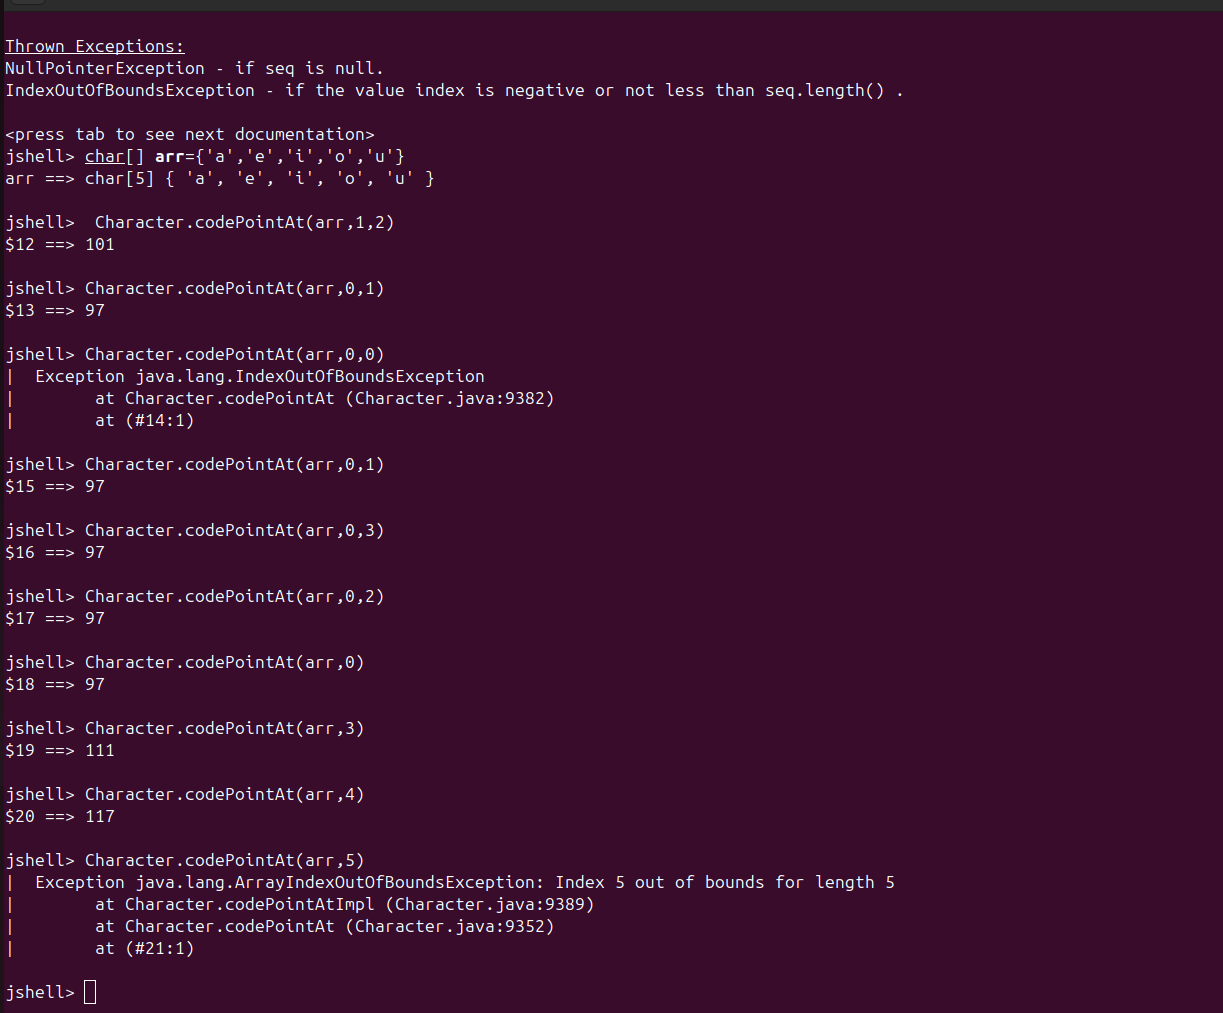 Thrown Exceptions:
NullPointerException - if seq is null.
IndexOutOfBoundsException - if the value index is negative or not less than seq.length() .
<press tab to see next documentation>
jshell> char[] arr={'a','e','i','o','u'}
arr ==> char[5] { 'a', 'e', 'i', 'o', 'u' }
jshell>  Character.codePointAt(arr,1,2)
$12 ==> 101
jshell> Character.codePointAt(arr,0,1)
$13 ==> 97
jshell> Character.codePointAt(arr,0,0)
|  Exception java.lang.IndexOutOfBoundsException
|        at Character.codePointAt (Character.java:9382)
|        at (#14:1)
jshell> Character.codePointAt(arr,0,1)
$15 ==> 97
jshell> Character.codePointAt(arr,0,3)
$16 ==> 97
jshell> Character.codePointAt(arr,0,2)
$17 ==> 97
jshell> Character.codePointAt(arr,0)
$18 ==> 97
jshell> Character.codePointAt(arr,3)
$19 ==> 111
jshell> Character.codePointAt(arr,4)
$20 ==> 117
jshell> Character.codePointAt(arr,5)
|  Exception java.lang.ArrayIndexOutOfBoundsException: Index 5 out of bounds for length 5
|        at Character.codePointAtImpl (Character.java:9389)
|        at Character.codePointAt (Character.java:9352)
|        at (#21:1)
jshell>